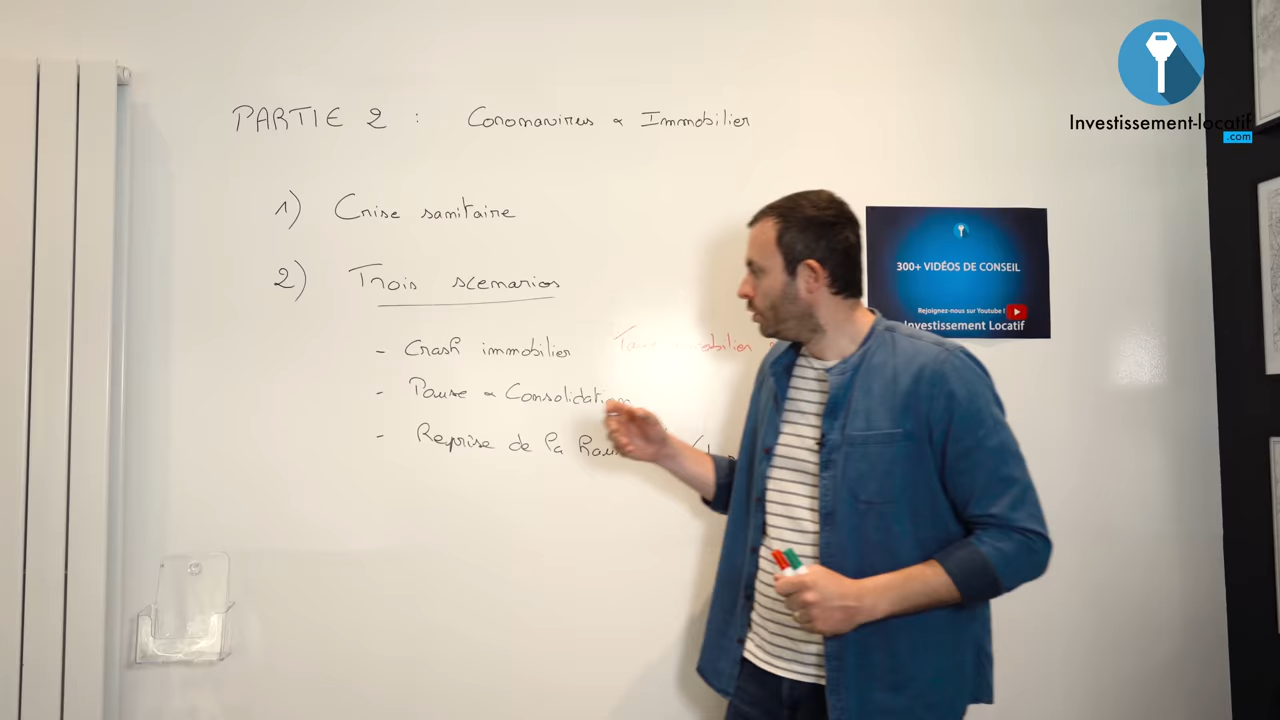 PARTIE 2 : Coronavirus & Immobilier
Investissement-locatif
.com
1) Crise sanitaire
2) Trois scenarios
300+ VIDÉOS DE CONSEIL
Rejoignez-nous sur Youtube !
Investissement Locatif
- Crash immobilier immobilier
- Pause & Consolidation
- Reprise de la